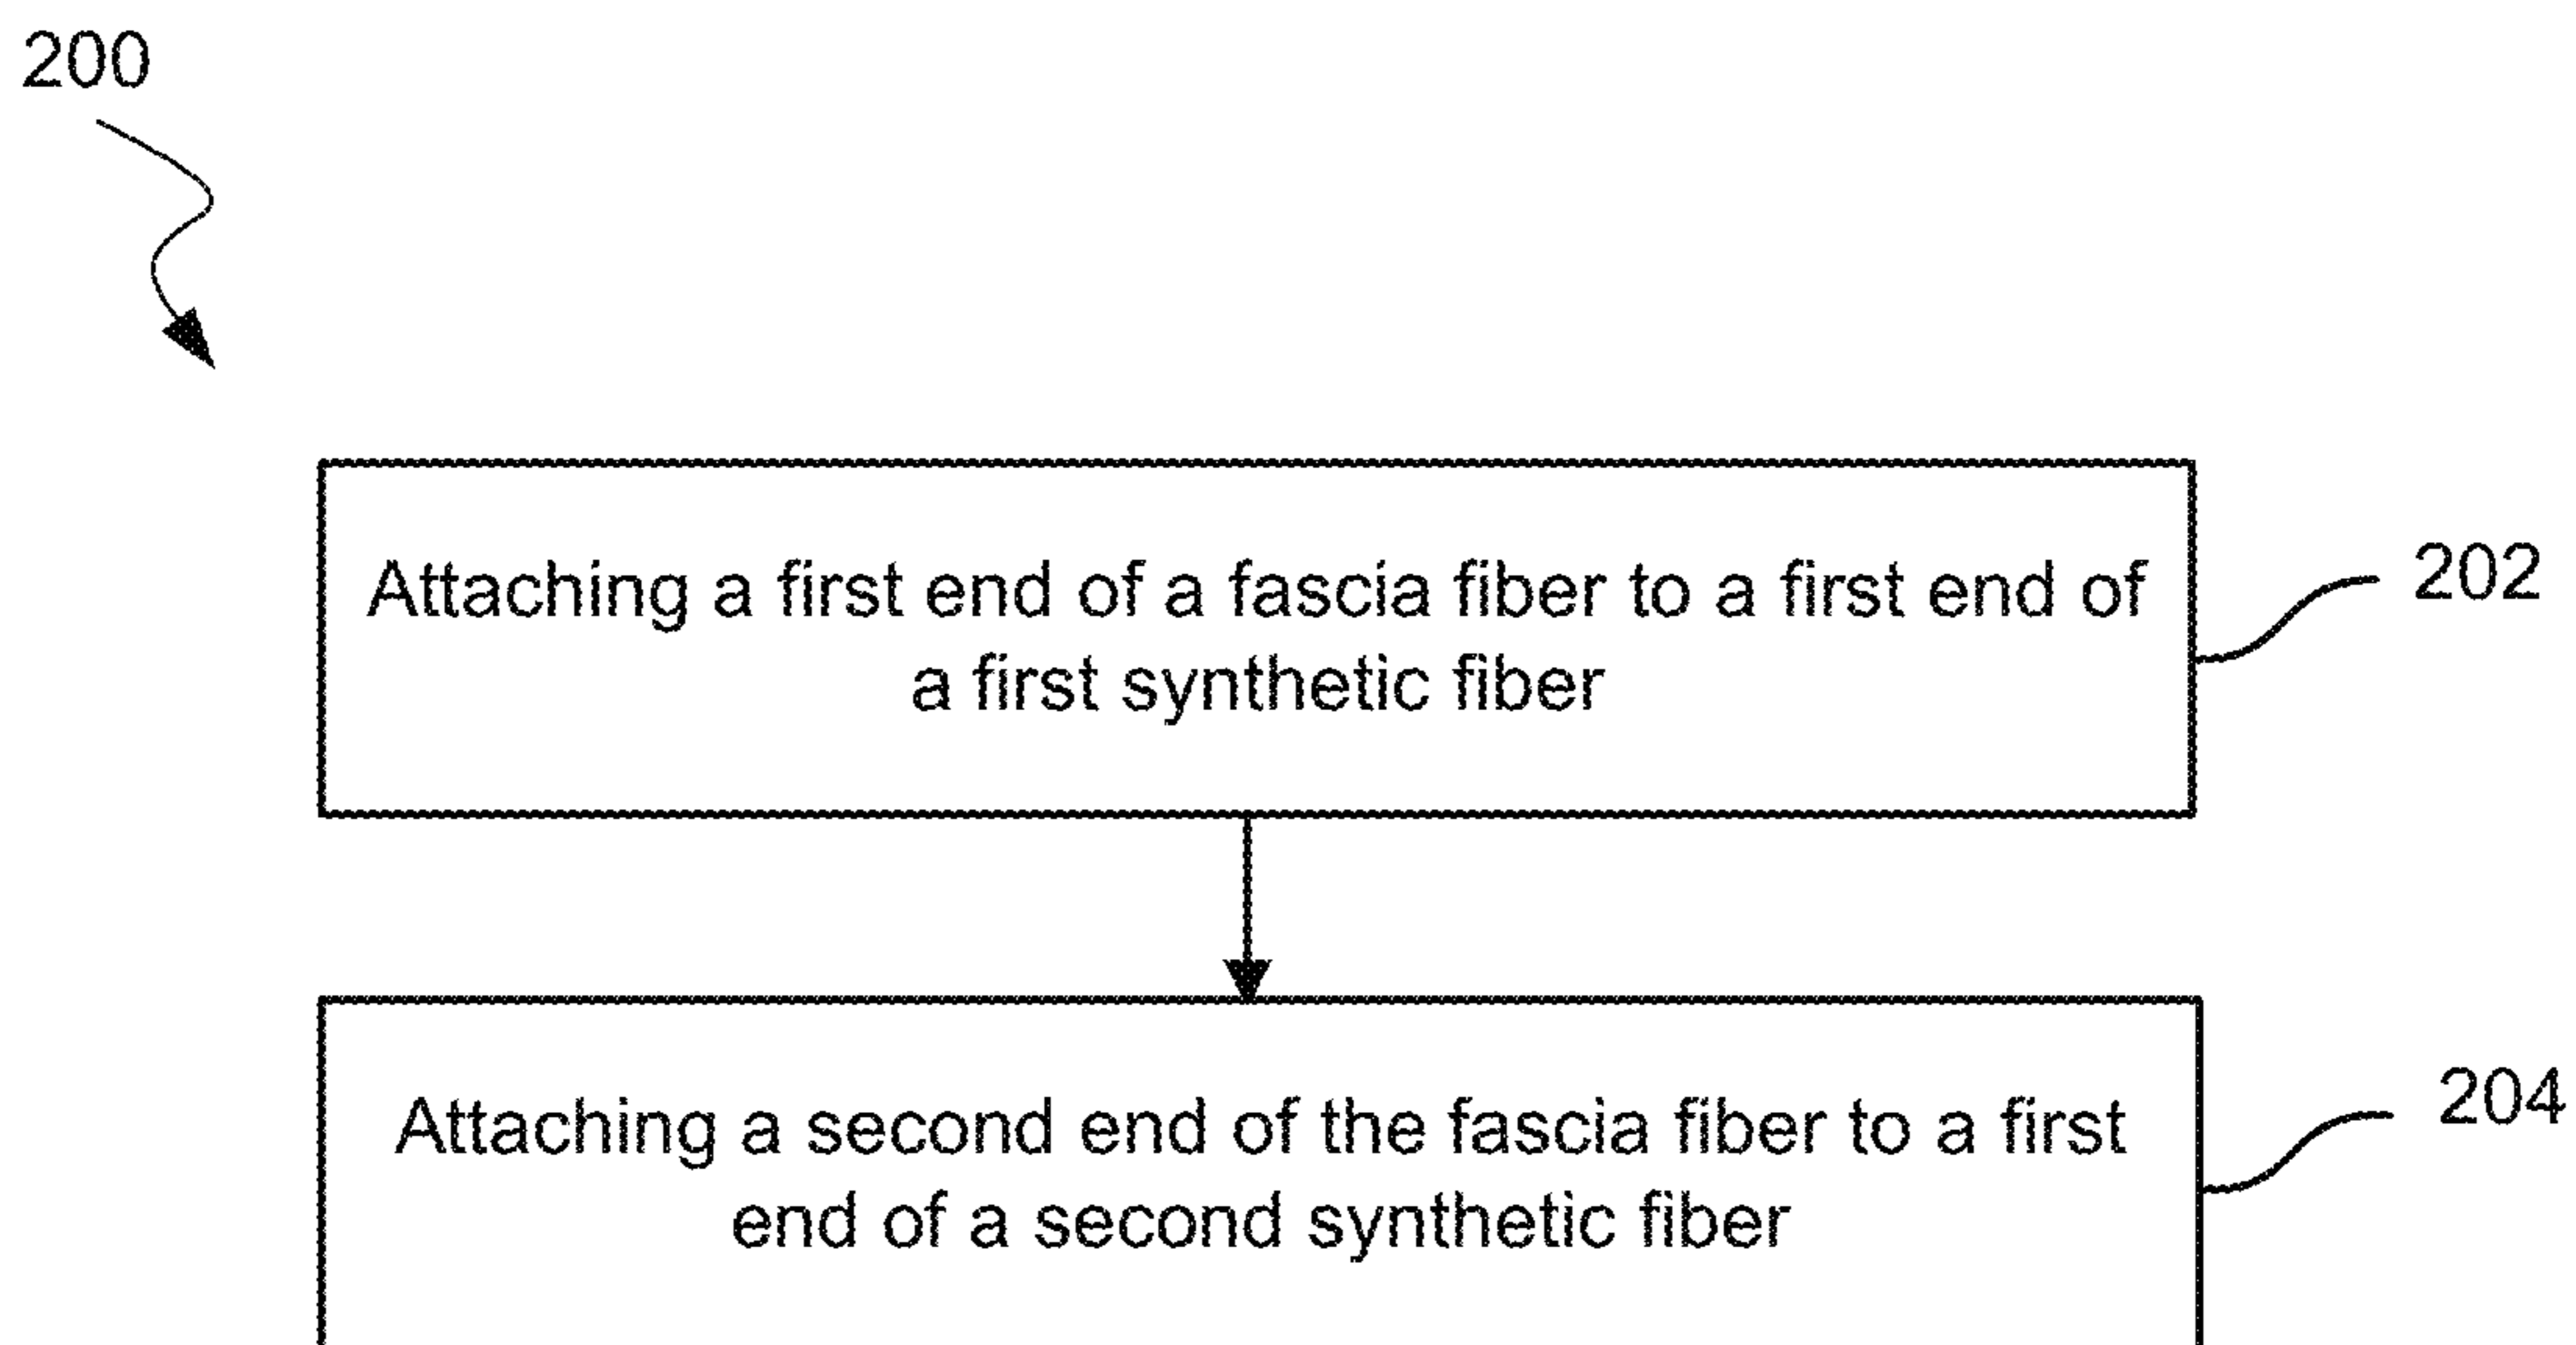 200
Attaching a first end of a fascia fiber to a first end of
a first synthetic fiber
202
Attaching a second end of the fascia fiber to a first
end of a second synthetic fiber
204